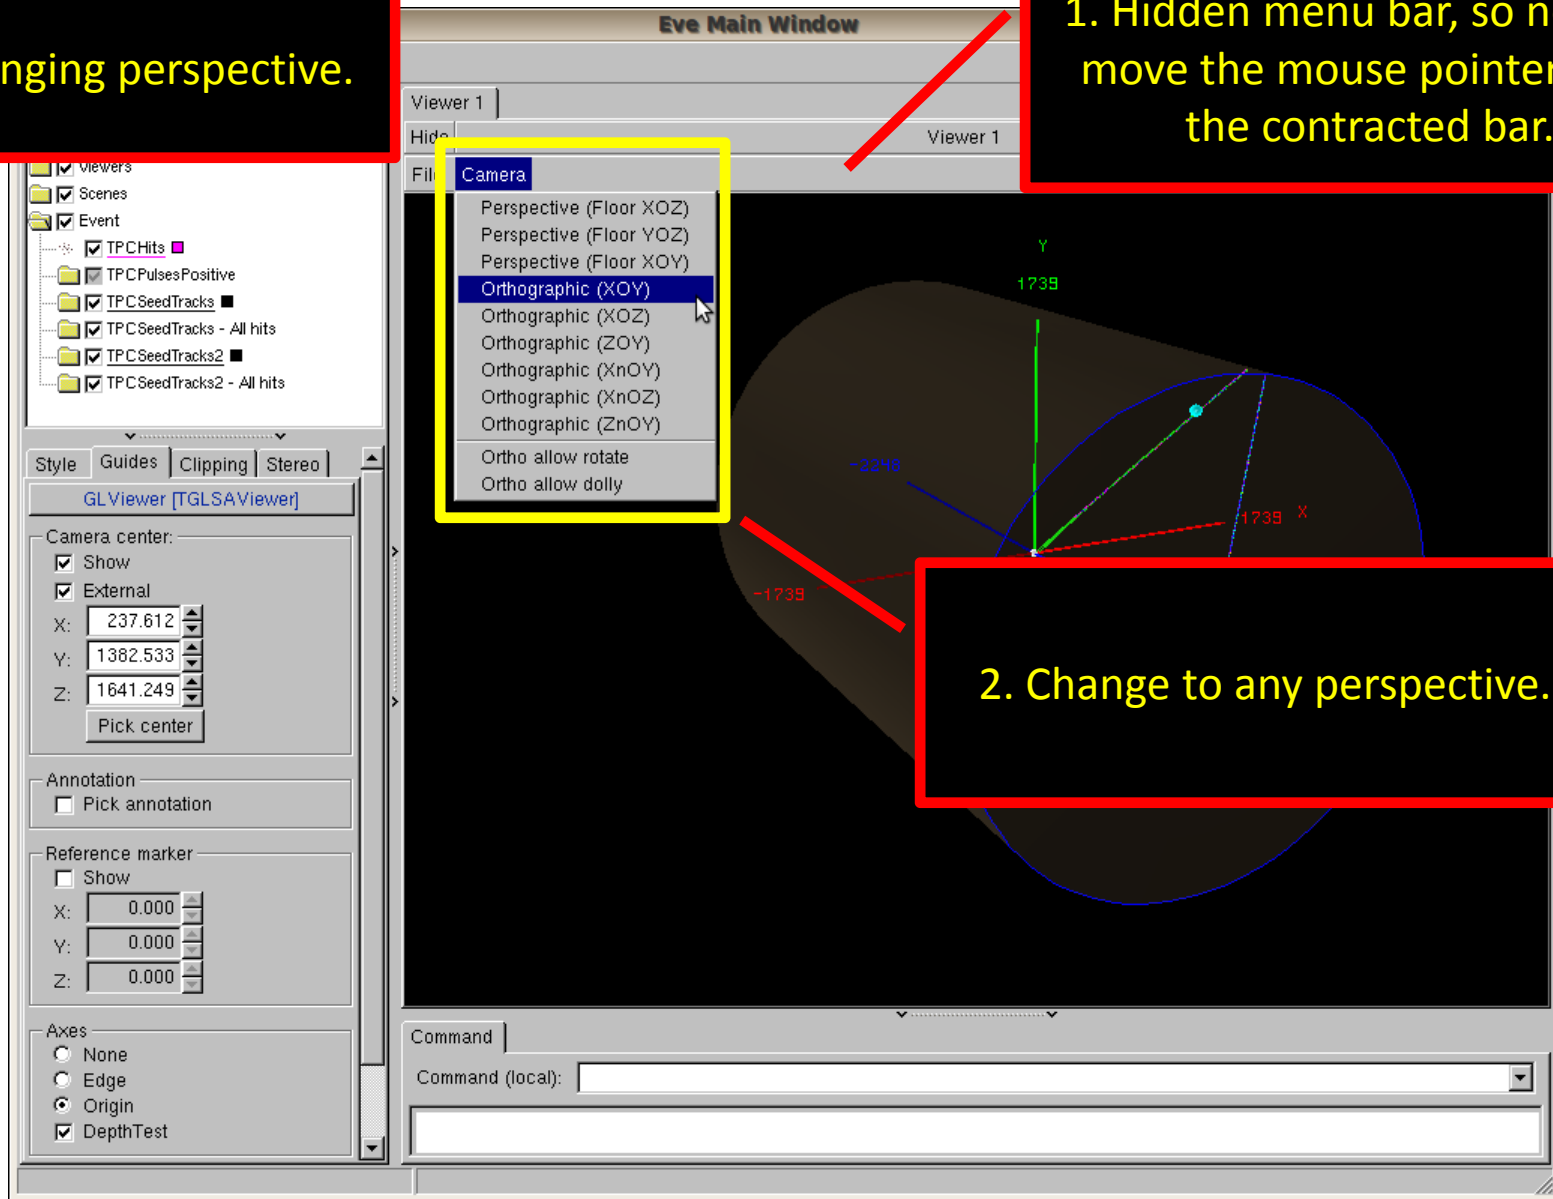 Eve Main Window
nging perspective.
1. Hidden menu bar, so n
move the mouse pointer
the contracted bar.
Viewer 1
Hide
Viewer 1
File
Camera
Viewers
Scenes
Event
TPCHits
TPCPulsesPositive
TPCSeedTracks
TPCSeedTracks - All hits
TPCSeedTracks2
TPCSeedTracks2 - All hits
Perspective (Floor XOZ)
Perspective (Floor YOZ)
Perspective (Floor XOY)
Orthographic (XOY)
Orthographic (XOZ)
Orthographic (ZOY)
Orthographic (XnOY)
Orthographic (XnOZ)
Orthographic (ZnOY)
Ortho allow rotate
Ortho allow dolly
Y
1739
-2248
1739 X
-1739
2. Change to any perspective.
Style Guides Clipping Stereo
GLViewer [TGLSAViewer]
Camera center:
Show
External
X: 237.612
Y: 1382.533
Z: 1641.249
Pick center
Annotation
Pick annotation
Reference marker
Show
X: 0.000
Y: 0.000
Z: 0.000
Axes
None
Edge
Origin
DepthTest
Command
Command (local):